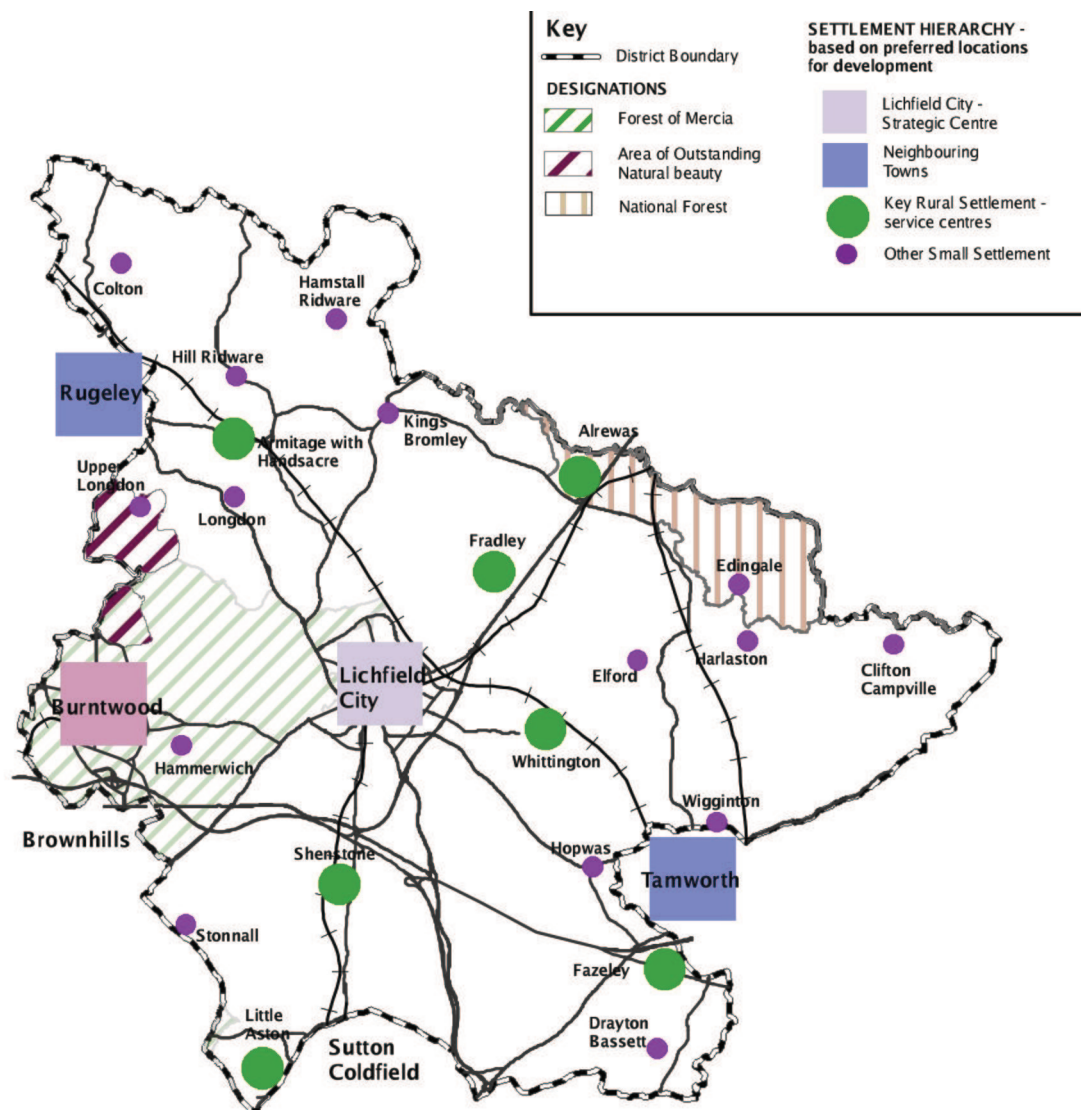 Key
District Boundary
DESIGNATIONS
Forest of Mercia
Area of Outstanding
Natural beauty
National Forest
SETTLEMENT HIERARCHY -
based on preferred locations
for development
Lichfield City -
Strategic Centre
Neighbouring
Towns
Key Rural Settlement -
service centres
Other Small Settlement
Colton
Hamstall
Ridware
Hill Ridware
Rugeley
Kings
Bromley
Alrewas
Armitage with
Handsacre
Upper
Longdon
Longdon
Fradley
Edingale
Harlaston
Clifton
Campville
Elford
Lichfield
City
Burntwood
Hammerwich
Whittington
Wigginton
Brownhills
Shenstone
Hopwas
Tamworth
Stonnall
Fazeley
Little
Aston
Sutton
Coldfield
Drayton
Bassett